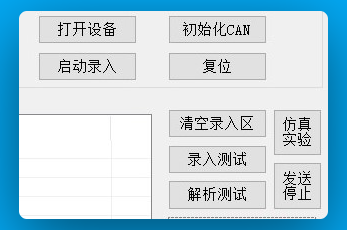 打开设备
初始化CAN
启动录入
复位
清空录入区
仿真
实验
录入测试
解析测试
发送
停止